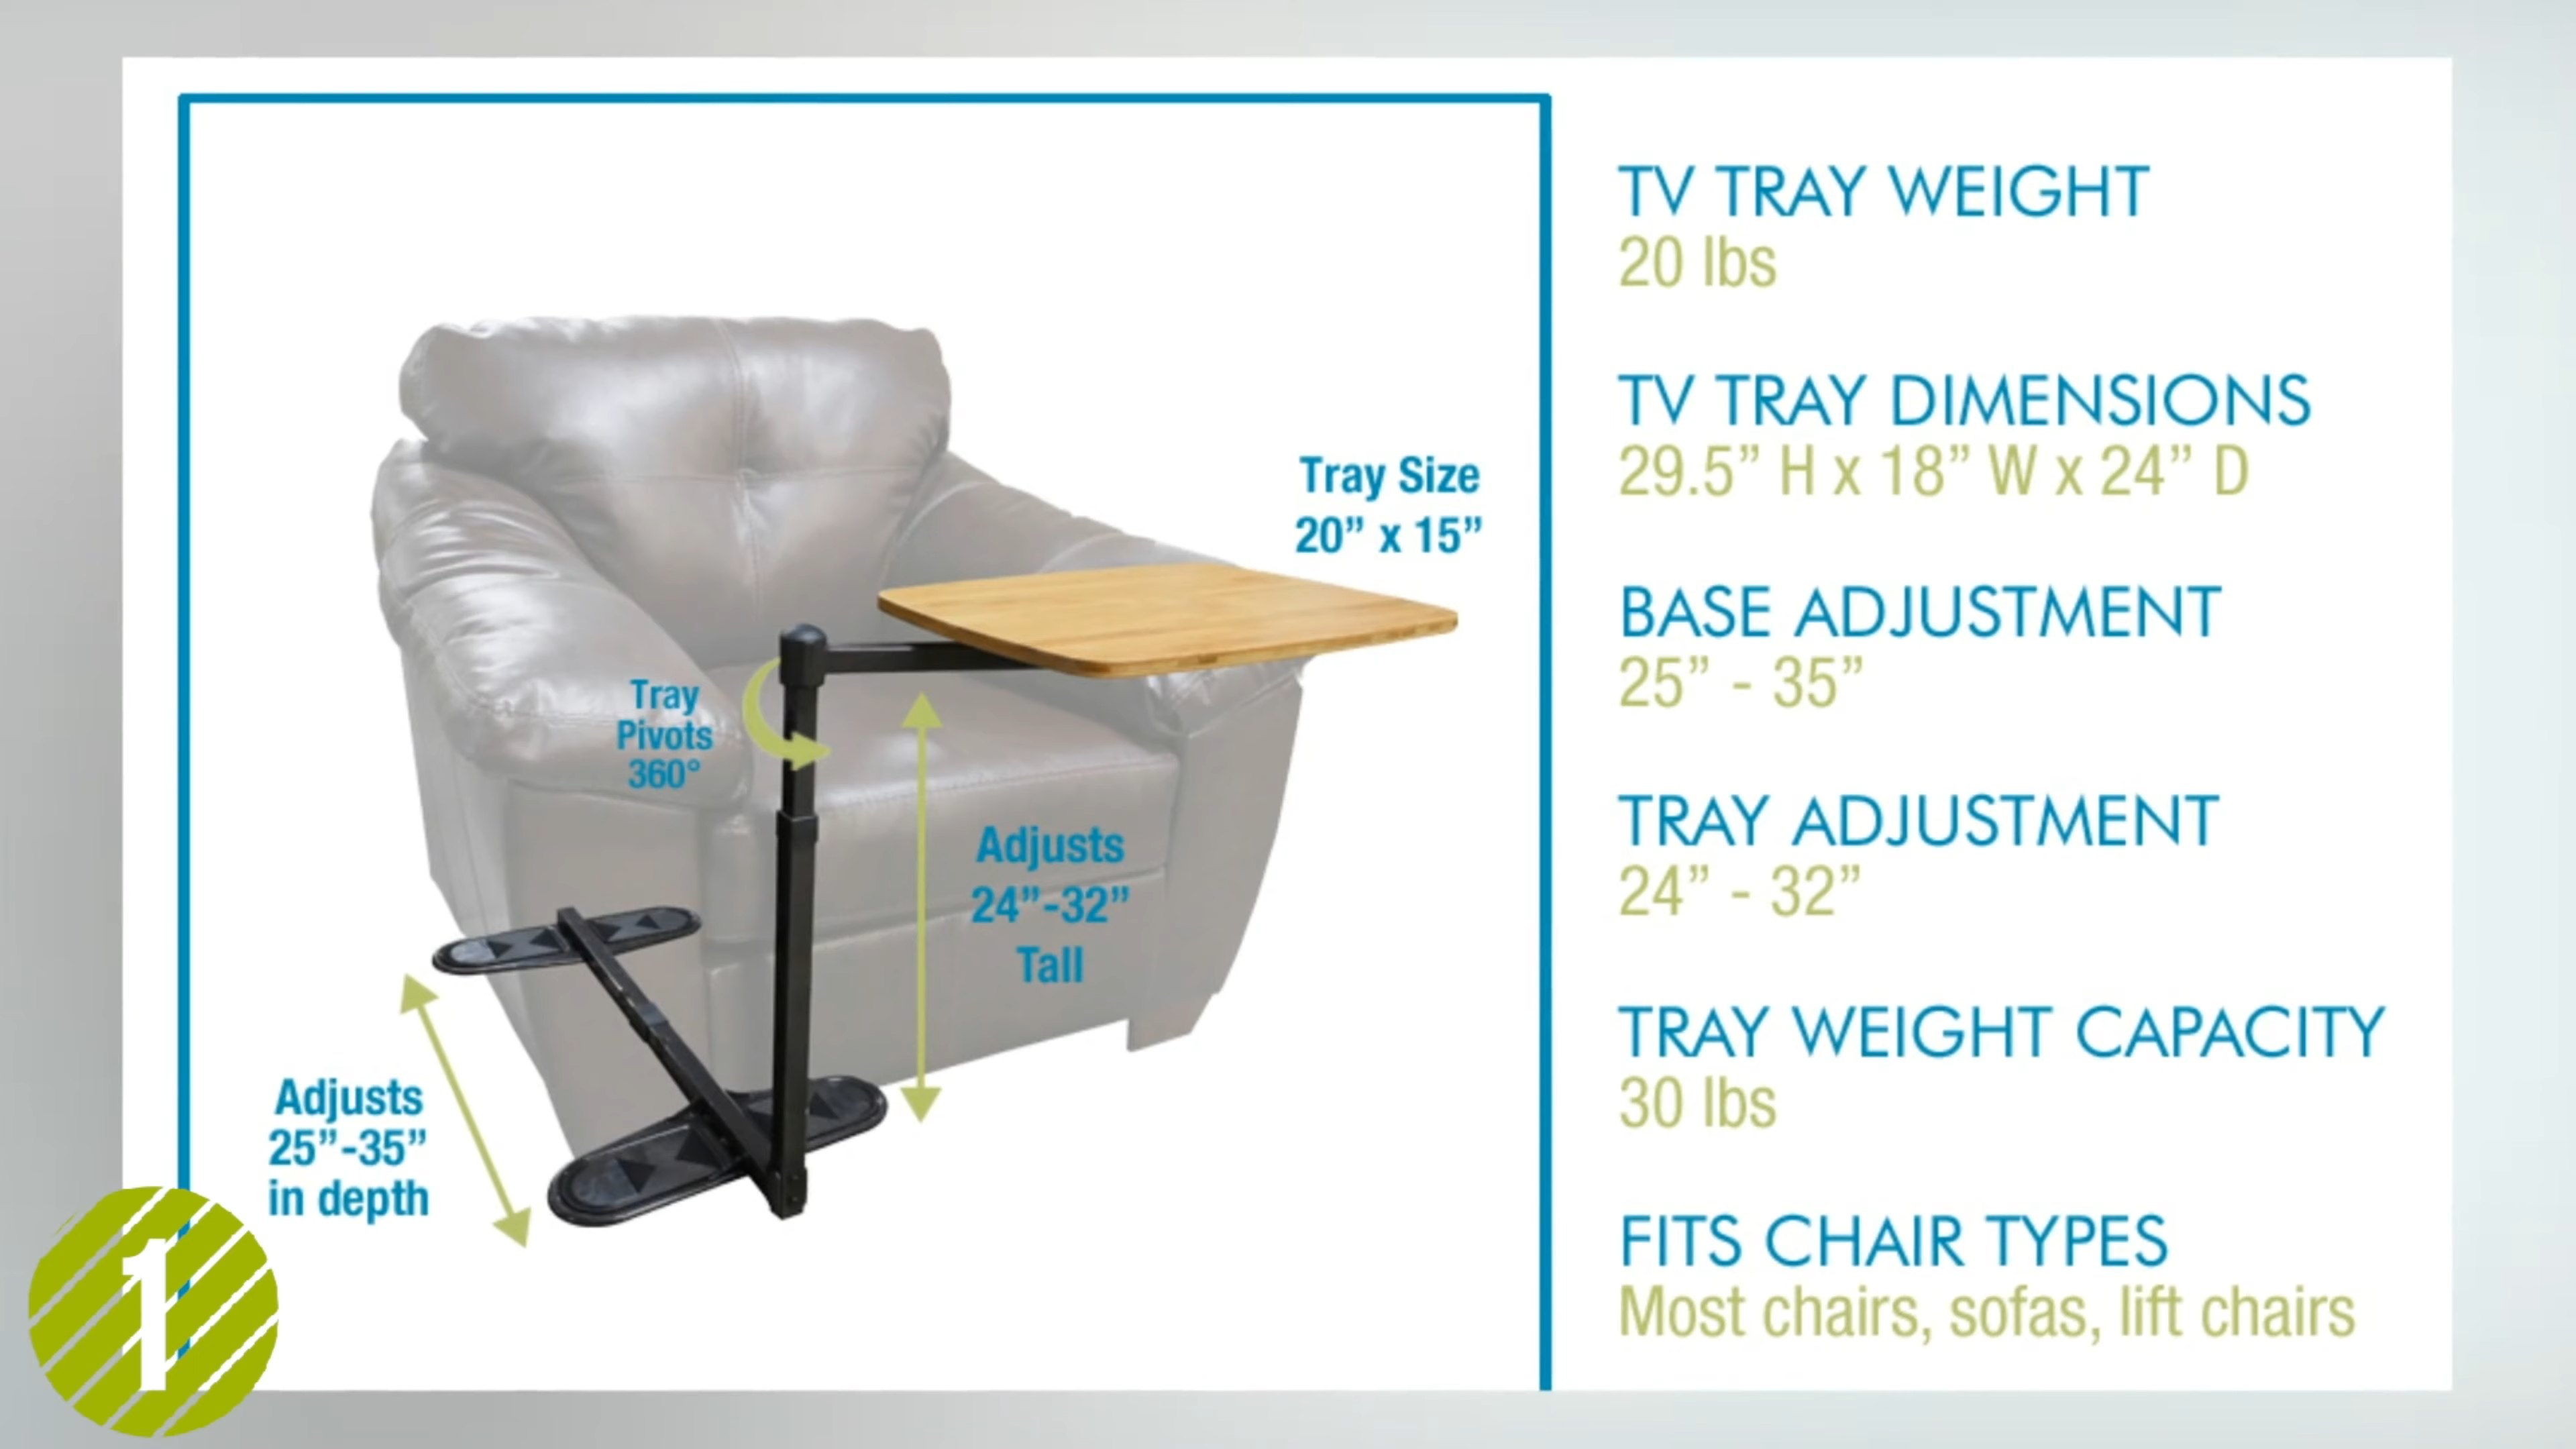 Tray Size
20” x 15”
Tray
Pivots
360°
Adjusts
24”-32”
Tall
Adjusts
25”-35”
in depth
1
TV TRAY WEIGHT
20 lbs
TV TRAY DIMENSIONS
29.5” H x 18” W x 24” D
BASE ADJUSTMENT
25” - 35”
TRAY ADJUSTMENT
24” - 32”
TRAY WEIGHT CAPACITY
30 lbs
FITS CHAIR TYPES
Most chairs, sofas, lift chairs